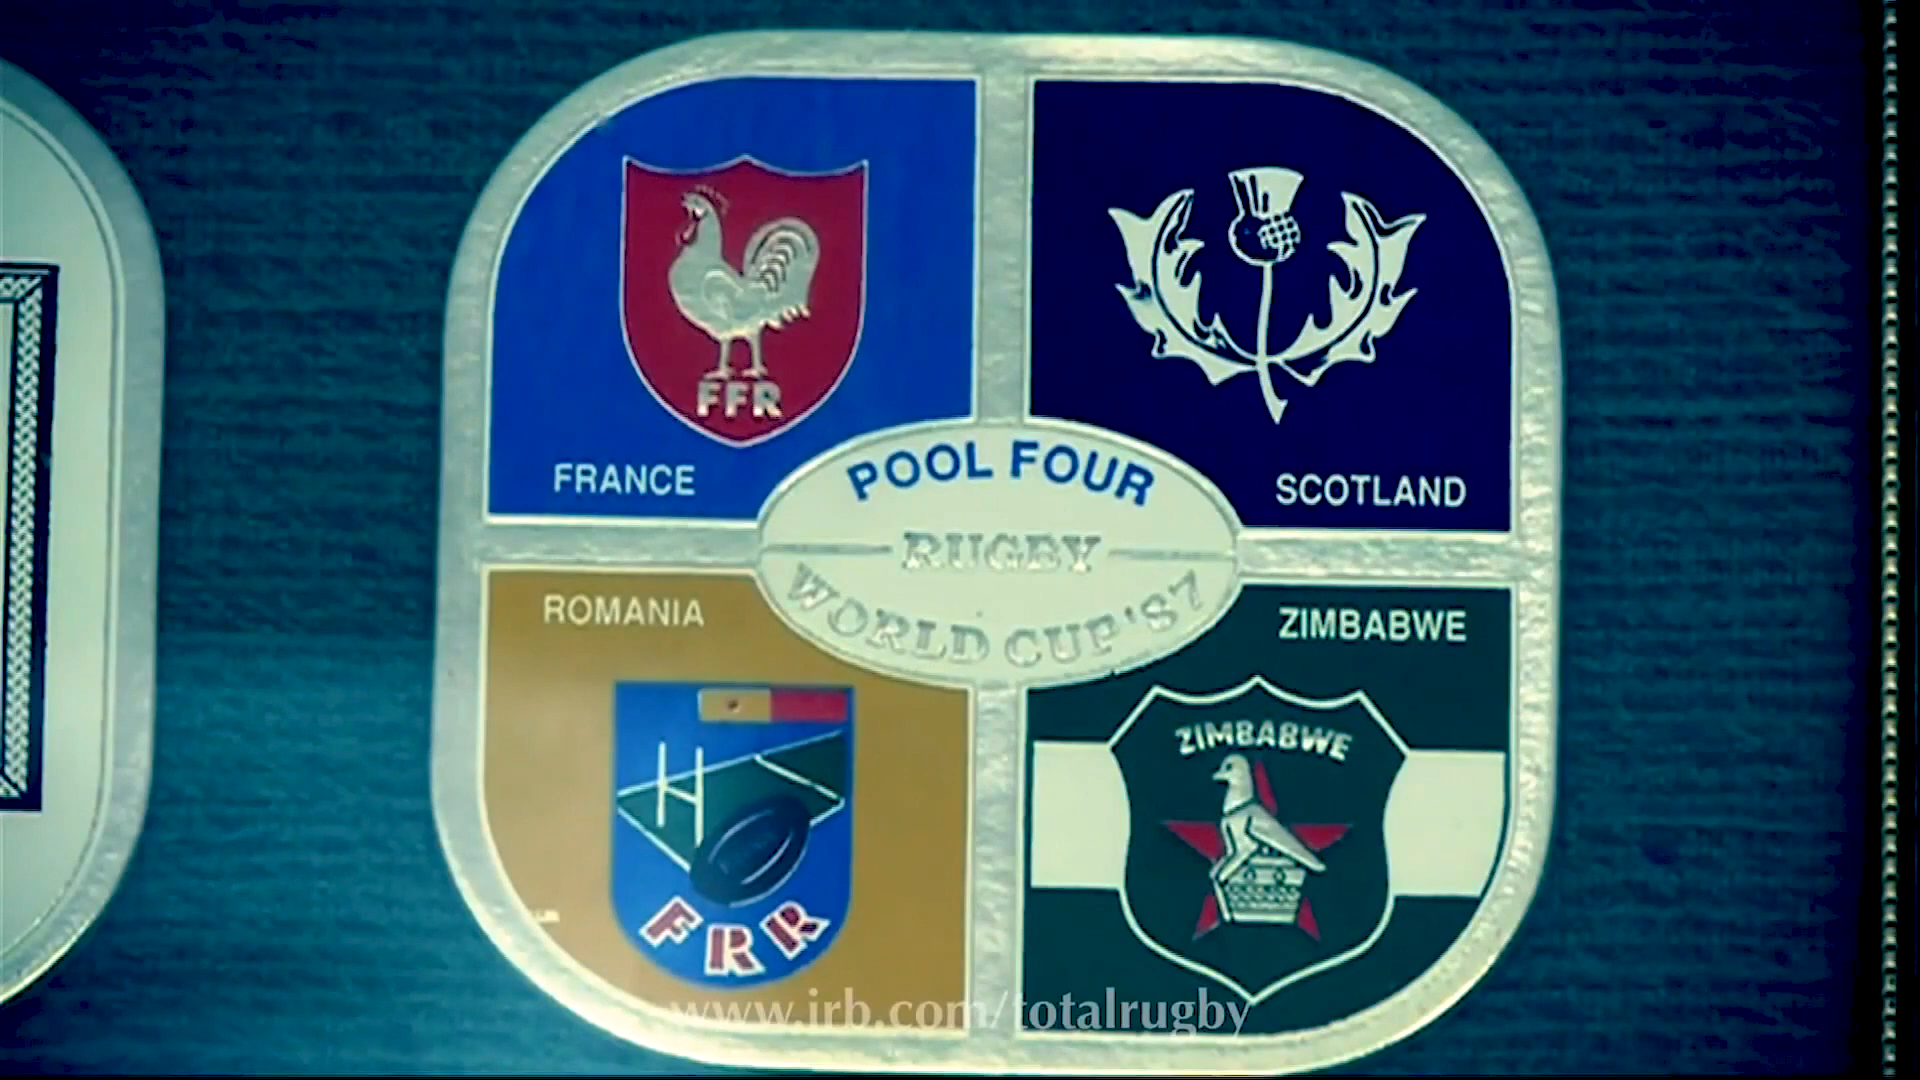 FFR
FRANCE
SCOTLAND
POOL FOUR
RUGBY
WORLD CUP '87
ROMANIA
FRR
ZIMBABWE
ZIMBABWE
www.irb.com/totalrugby